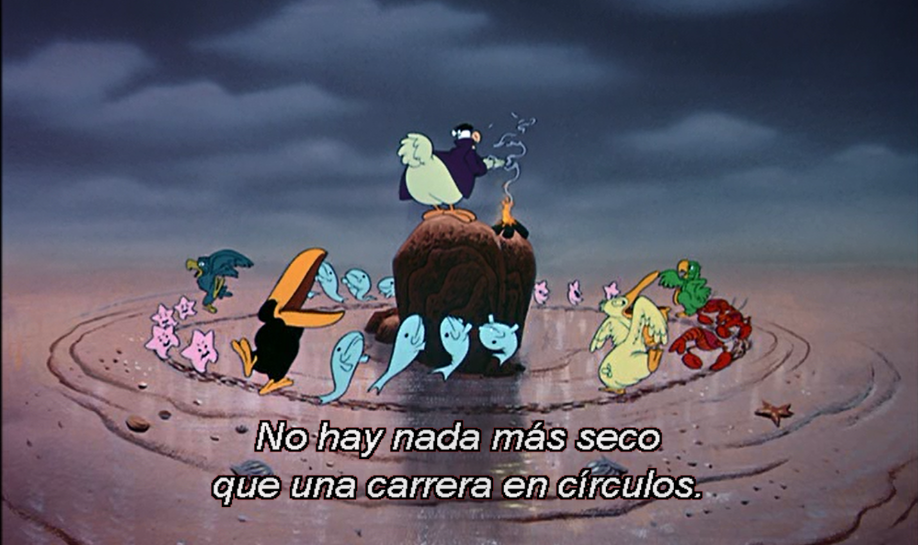 No hay nada más seco
que una carrera en círculos.